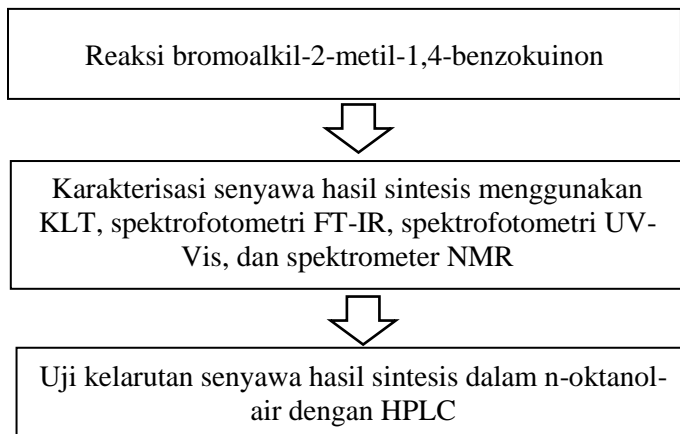 Reaksi bromoalkil-2-metil-1,4-benzokuinon
Karakterisasi senyawa hasil sintesis menggunakan
KLT, spektrofotometri FT-IR, spektrofotometri UV-
Vis, dan spektrometer NMR
Uji kelarutan senyawa hasil sintesis dalam n-oktanol-
air dengan HPLC